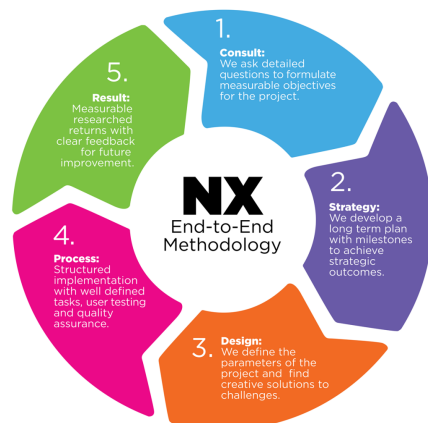 1.
Consult:
We ask detailed
questions to formulate
measurable objectives
for the project.
2.
Strategy:
We develop a
long term plan
with milestones
to achieve
strategic
outcomes.
3.
Design:
We define the
parameters of the
project and find
creative solutions to
challenges.
4.
Process:
Structured
implementation
with well defined
tasks, user testing
and quality
assurance.
5.
Result:
Measurable
researched
returns with
clear feedback
for future
improvement.
NX
End-to-End
Methodology